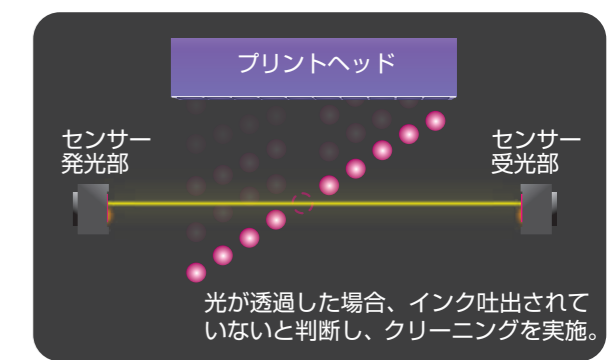 プリントヘッド
センサー
発光部
センサー
受光部
光が透過した場合、インク吐出されて
いないと判断し、クリーニングを実施。